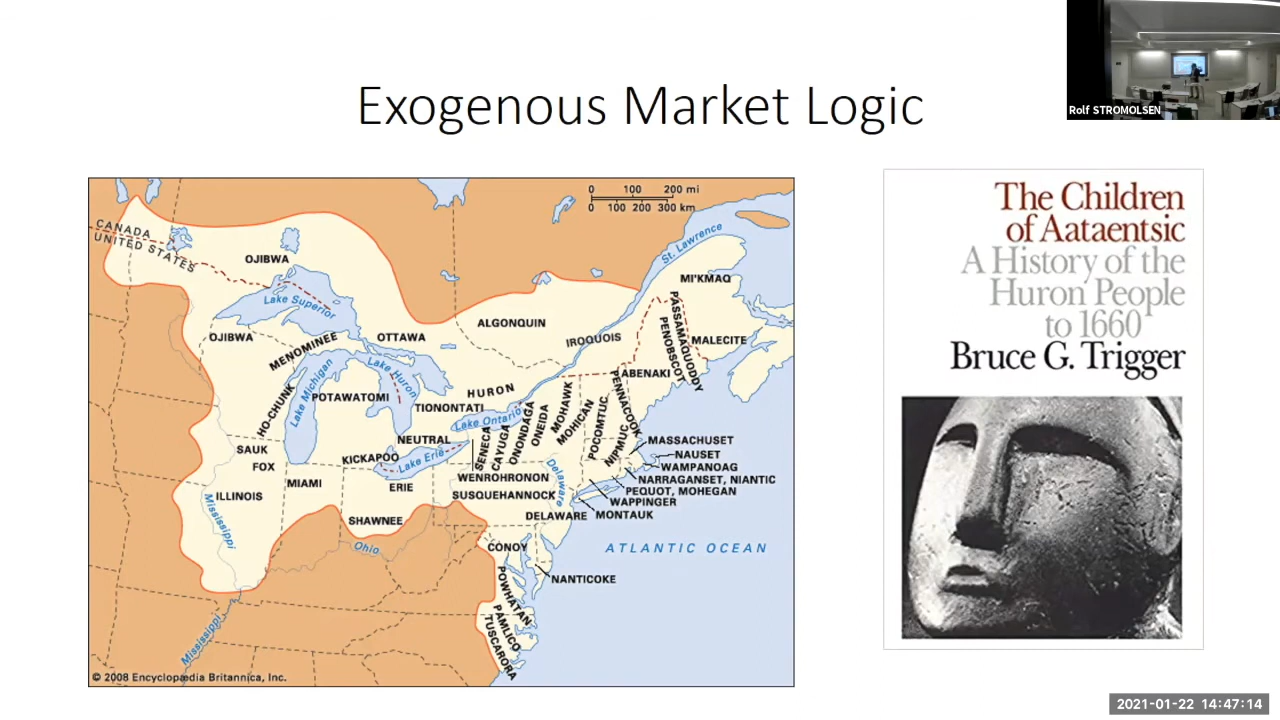 Rolf STROMOLSEN
Exogenous Market Logic
0 100 200 mi
0 100 200 300 km
CANADA
UNITED STATES
OJIBWA
St. Lawrence
MI'KMAQ
Lake Superior
ALGONQUIN
PASSAMAQUODDY
PENOBSCOT
MALECITE
OJIBWA
MENOMINEE
OTTAWA
IROQUOIS
Lake Huron
ABENAKI
HO-CHUNK
Lake Michigan
POTAWATOMI
HURON
TIONONTATI
Lake Ontario
MOHAWK
MOHICAN
POCOMTUC
PENNACOOK
NIPMUC
SENECA
CAYUGA
ONONDAGA
ONEIDA
NEUTRAL
MASSACHUSET
SAUK
FOX
KICKAPOO
Lake Erie
NAUSET
WAMPANOAG
MIAMI
ERIE
WENROHRONON
Delaware
NARRAGANSET, NIANTIC
ILLINOIS
SUSQUEHANNOCK
PEQUOT, MOHEGAN
WAPPINGER
Mississippi
SHAWNEE
DELAWARE
MONTAUK
Ohio
CONOY
ATLANTIC OCEAN
NANTICOKE
POWHATAN
PAMLICO
TUSCARORA
Mississippi
© 2008 Encyclopædia Britannica, Inc.
The Children
of Aataentsic
A History of the
Huron People
to 1660
Bruce G. Trigger
2021-01-22 14:47:14